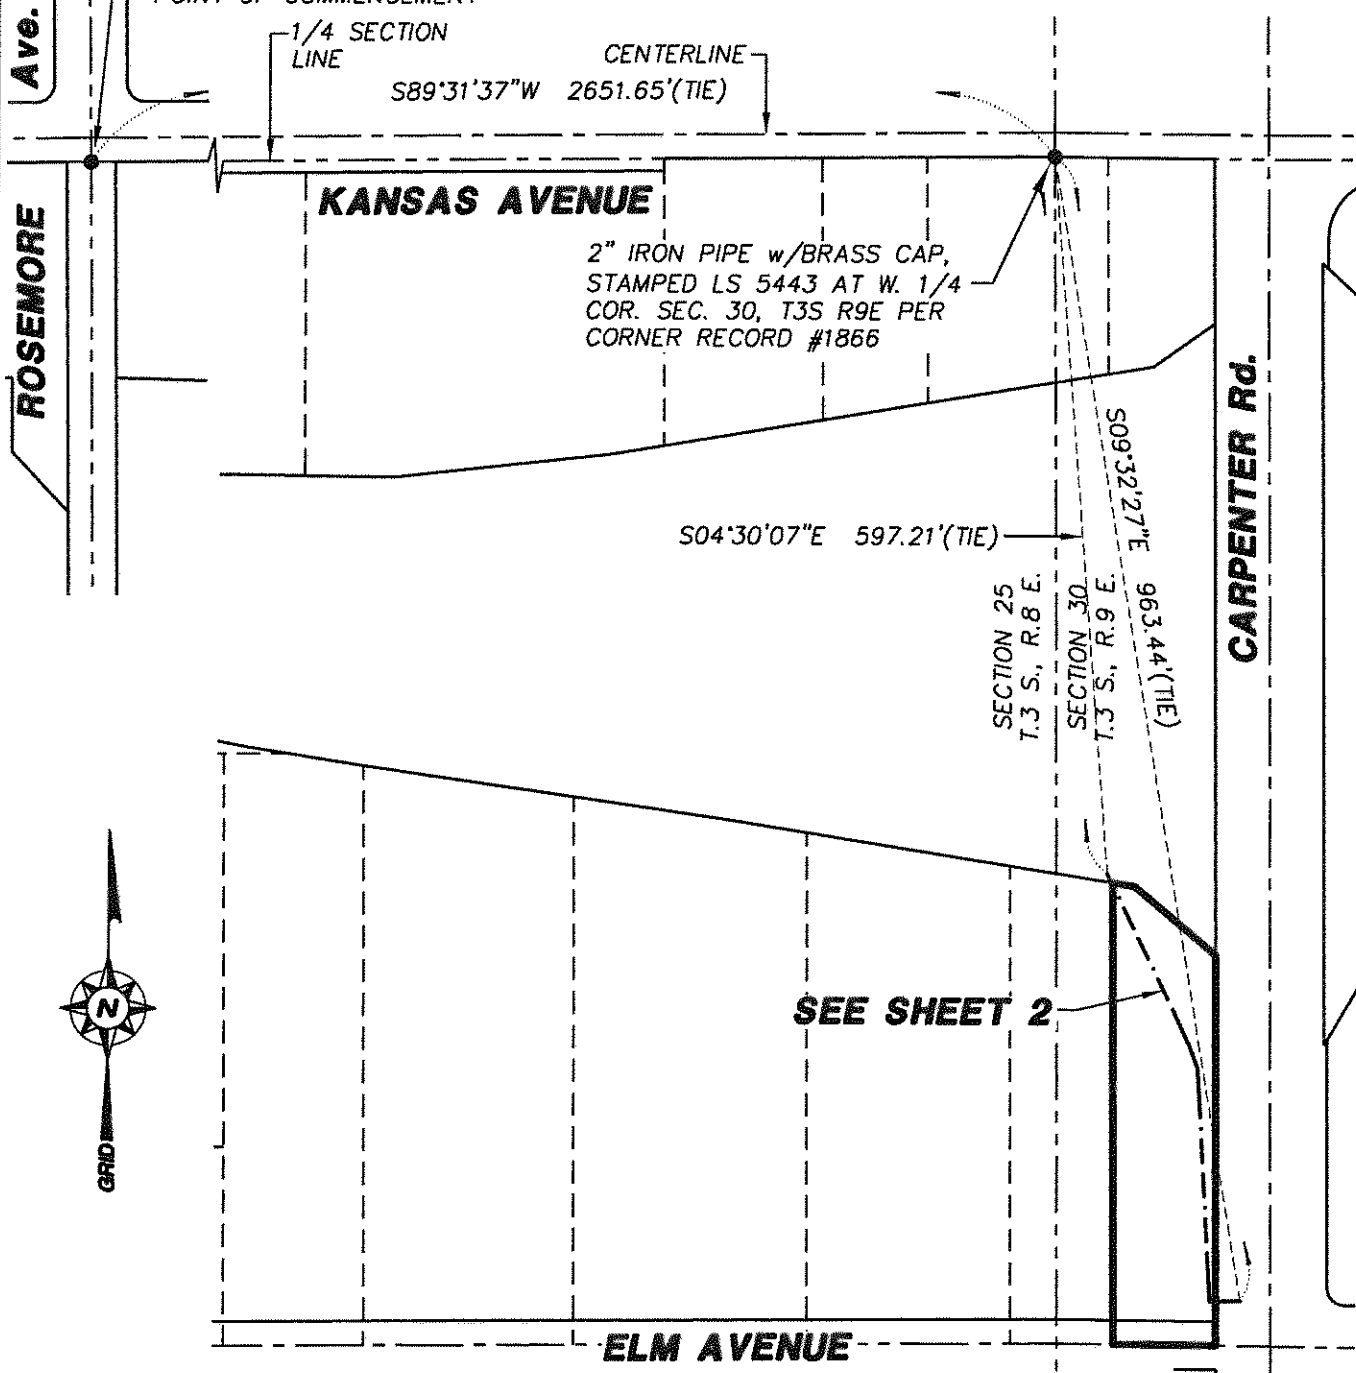 Ave.
1/4 SECTION
LINE
CENTERLINE
S89°31'37"W 2651.65'(TIE)
KANSAS AVENUE
ROSEMORE
2" IRON PIPE w/BRASS CAP,
STAMPED LS 5443 AT W. 1/4
COR. SEC. 30, T3S R9E PER
CORNER RECORD #1866
CARPENTER Rd.
S09°32'27"E 963.44'(TIE)
S04°30'07"E 597.21'(TIE)
SECTION 25
T.3 S., R.8 E.
SECTION 30
T.3 S., R.9 E.
N
GRID
SEE SHEET 2
ELM AVENUE